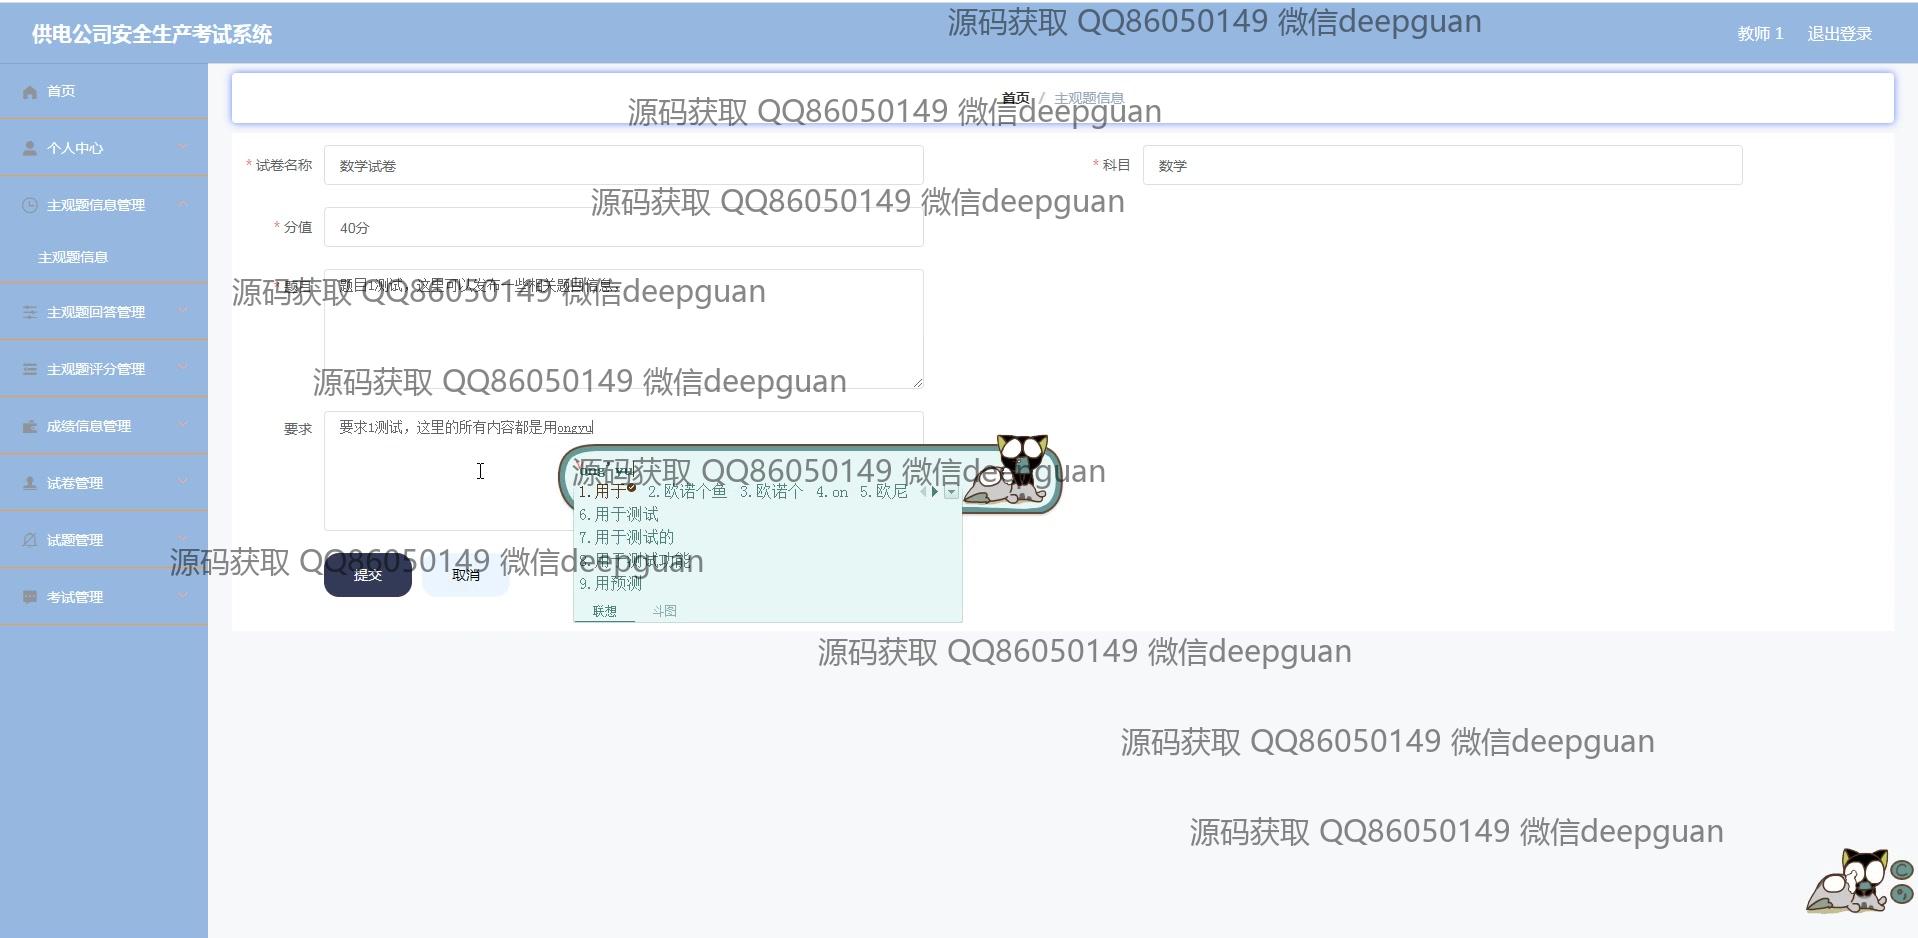 供电公司安全生产考试系统
源码获取 QQ86050149 微信deepguan
教师 1
退出登录
首页
首页 / 主观题信息
源码获取 QQ86050149 微信deepguan
个人中心
* 试卷名称
数学试卷
* 科目
数学
源码获取 QQ86050149 微信deepguan
主观题信息管理
* 分值
40分
主观题信息
题目1测试，这里可以发布一些相关题目信息。
源码获取 QQ86050149 微信deepguan
主观题回答管理
主观题评分管理
源码获取 QQ86050149 微信deepguan
成绩信息管理
要求
要求1测试，这里的所有内容都是用ongyu
源码获取 QQ86050149 微信deepguan
ong'yu
试卷管理
1.用于 2.欧诺个鱼 3.欧诺个 4.on 5.欧尼
6.用于测试
试题管理
7.用于测试的
源码获取 QQ86050149 微信deepguan
8.用于测试功能
提交
取消
9.用预测
考试管理
联想
斗图
源码获取 QQ86050149 微信deepguan
源码获取 QQ86050149 微信deepguan
源码获取 QQ86050149 微信deepguan